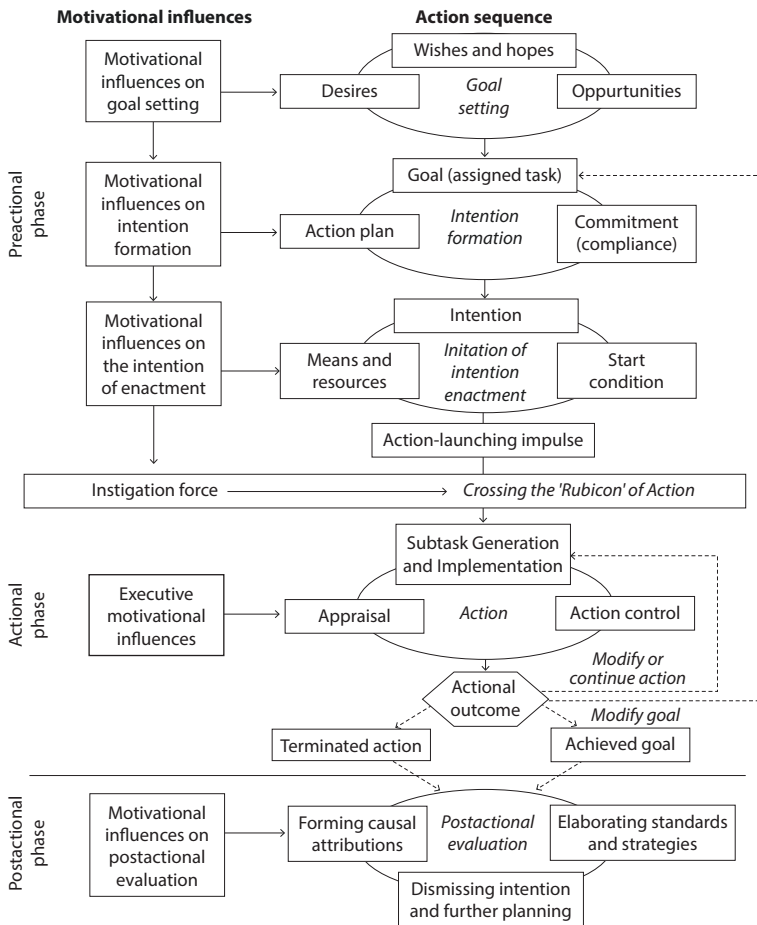 Motivational influences
Action sequence
Preactional
phase
Motivational
influences on
goal setting
Wishes and hopes
Desires
Goal
setting
Oppurtunities
Motivational
influences on
intention
formation
Goal (assigned task)
Action plan
Intention
formation
Commitment
(compliance)
Motivational
influences on
the intention
of enactment
Intention
Means and
resources
Initation of
intention
enactment
Start
condition
Action-launching impulse
Instigation force
Crossing the 'Rubicon' of Action
Actional
phase
Executive
motivational
influences
Subtask Generation
and Implementation
Appraisal
Action
Action control
Modify or
continue action
Actional
outcome
Modify goal
Terminated action
Achieved goal
Postactional
phase
Motivational
influences on
postactional
evaluation
Forming causal
attributions
Postactional
evaluation
Elaborating standards
and strategies
Dismissing intention
and further planning